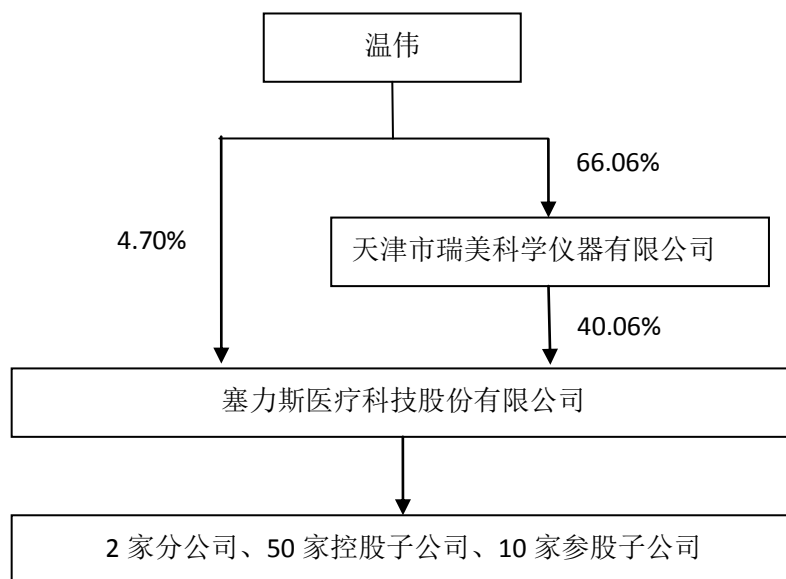 温伟
66.06%
4.70%
天津市瑞美科学仪器有限公司
40.06%
塞力斯医疗科技股份有限公司
2 家分公司、50 家控股子公司、10 家参股子公司